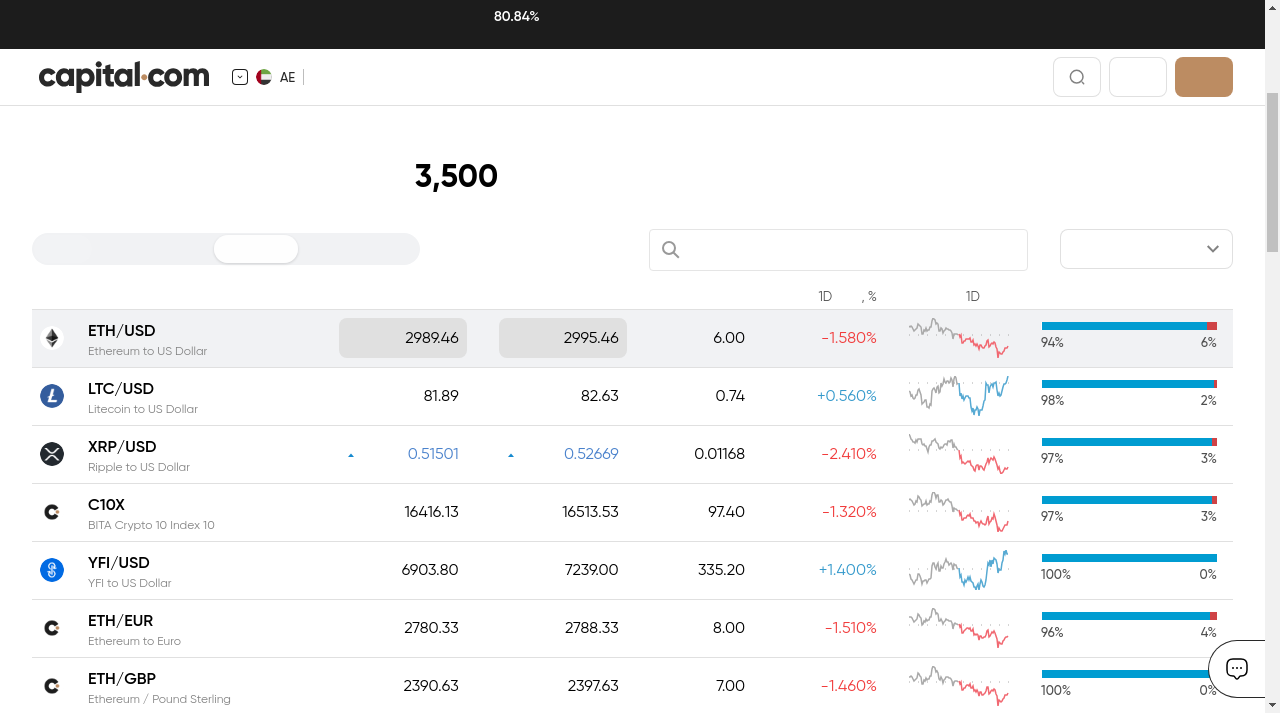 80.84%
capital.com
AE
3,500
1D , % 1D
ETH/USD 2989.46 2995.46 6.00 -1.580%
Ethereum to US Dollar 94% 6%
LTC/USD 81.89 82.63 0.74 +0.560%
Litecoin to US Dollar 98% 2%
XRP/USD 0.51501 0.52669 0.01168 -2.410%
Ripple to US Dollar 97% 3%
C10X 16416.13 16513.53 97.40 -1.320%
BITA Crypto 10 Index 10 97% 3%
YFI/USD 6903.80 7239.00 335.20 +1.400%
YFI to US Dollar 100% 0%
ETH/EUR 2780.33 2788.33 8.00 -1.510%
Ethereum to Euro 96% 4%
ETH/GBP 2390.63 2397.63 7.00 -1.460%
Ethereum / Pound Sterling 100% 0%